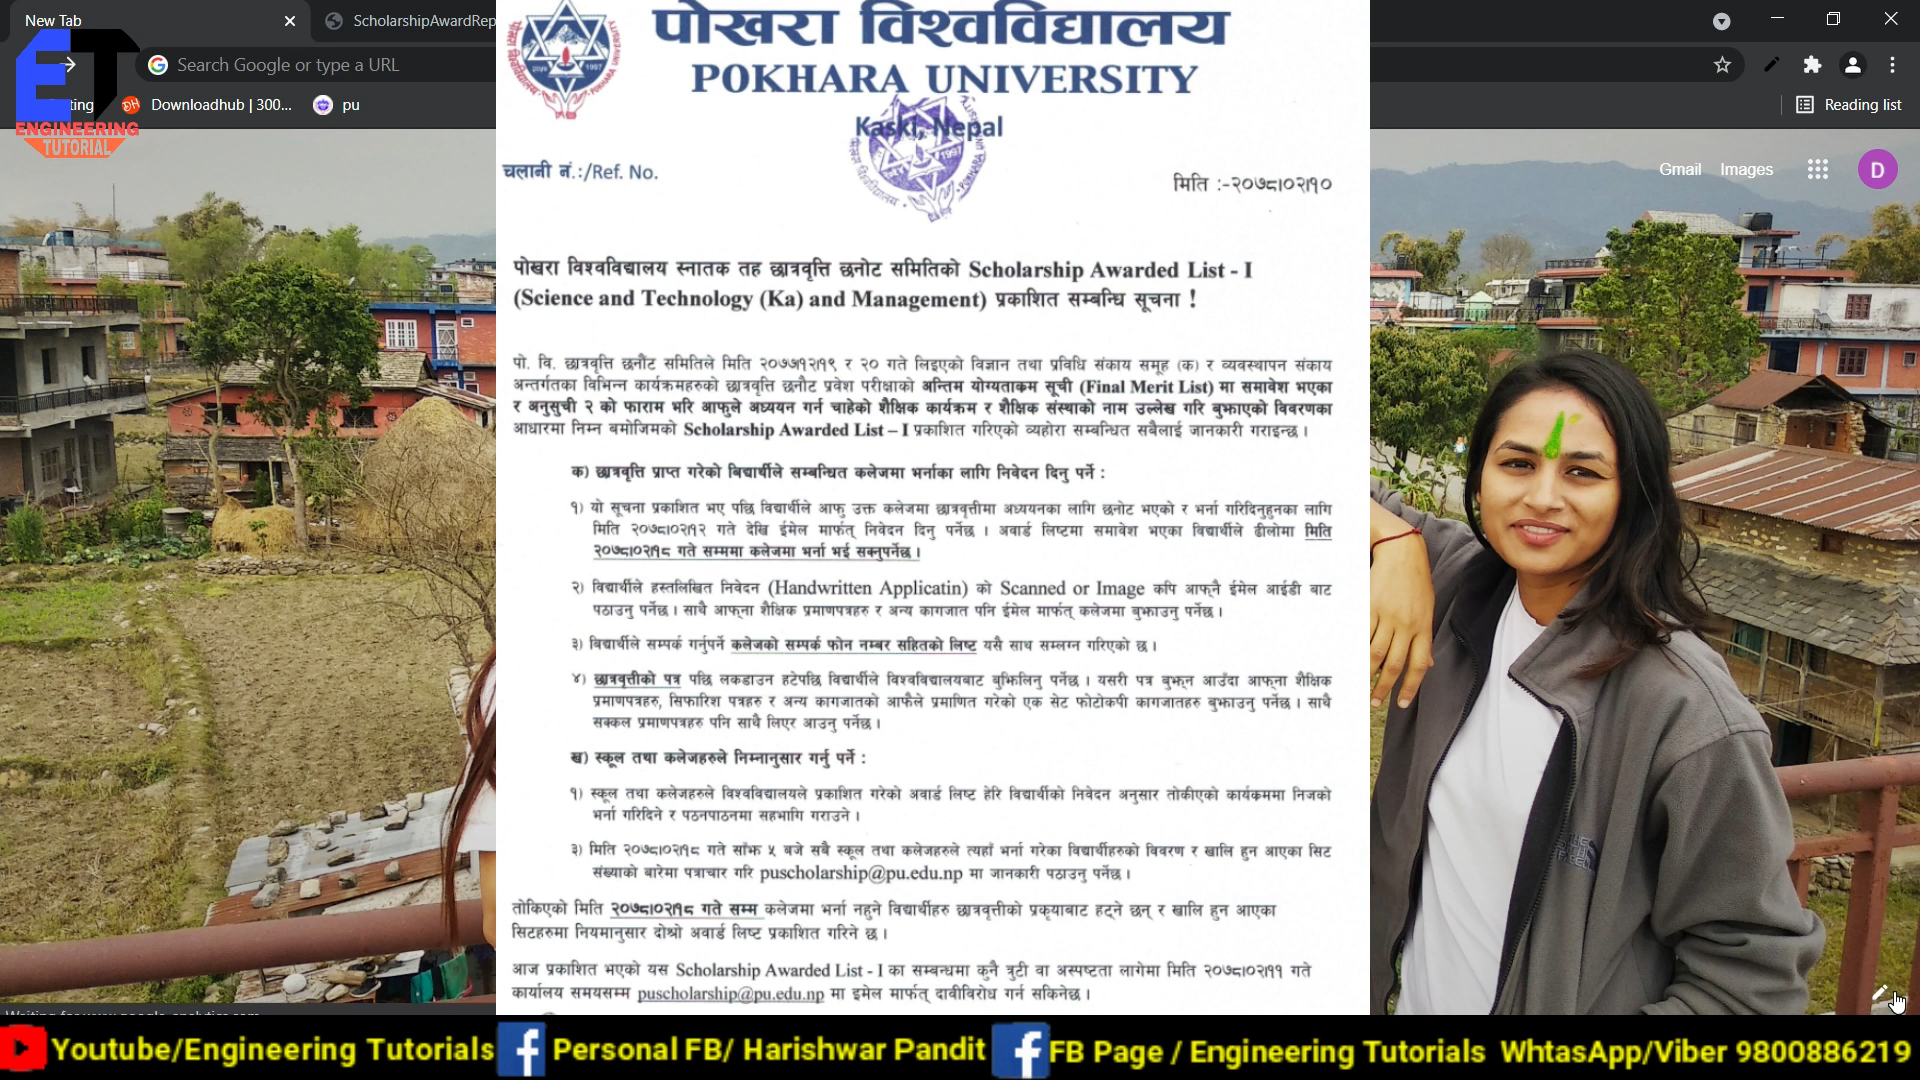 New Tab
ScholarshipAwardRep
Search Google or type a URL
ting
Downloadhub | 300...
pu
Reading list
ET
ENGINEERING
TUTORIAL
Gmail
Images
D
पोखरा विश्वविद्यालय
POKHARA UNIVERSITY
Kaski, Nepal
1997
चलानी नं.:/Ref. No.
मिति :-२०७८।०२।१०
पोखरा विश्वविद्यालय स्नातक तह छात्रवृत्ति छनोट समितिको Scholarship Awarded List - I
(Science and Technology (Ka) and Management) प्रकाशित सम्बन्धि सूचना !
पो. वि. छात्रवृत्ति छनौट समितिले मिति २०७७।१२।१९ र २० गते लिइएको विज्ञान तथा प्रविधि संकाय समूह (क) र व्यवस्थापन संकाय
अन्तर्गतका विभिन्न कार्यक्रमहरुको छात्रवृत्ति छनौट प्रवेश परीक्षाको अन्तिम योग्यताक्रम सूची (Final Merit List) मा समावेश भएका
र अनुसुची २ को फाराम भरि आफुले अध्ययन गर्न चाहेको शैक्षिक कार्यक्रम र शैक्षिक संस्थाको नाम उल्लेख गरि बुझाएको विवरणका
आधारमा निम्न बमोजिमको Scholarship Awarded List – I प्रकाशित गरिएको व्यहोरा सम्बन्धित सबैलाई जानकारी गराइन्छ ।
क) छात्रवृत्ति प्राप्त गरेको बिद्यार्थीले सम्बन्धित कलेजमा भर्नाका लागि निवेदन दिनु पर्ने :
१) यो सूचना प्रकाशित भए पछि विद्यार्थीले आफु उक्त कलेजमा छात्रवृत्तीमा अध्ययनका लागि छनोट भएको र भर्ना गरिदिनुहुनका लागि
मिति २०७८।०२।१२ गते देखि ईमेल मार्फत् निवेदन दिनु पर्नेछ । अवार्ड लिष्टमा समावेश भएका विद्यार्थीले ढीलोमा मिति
२०७८।०२।१८ गते सम्ममा कलेजमा भर्ना भई सक्नुपर्नेछ ।
२) विद्यार्थीले हस्तलिखित निवेदन (Handwritten Applicatin) को Scanned or Image कपि आफ्नै ईमेल आईडी बाट
पठाउनु पर्नेछ । साथै आफ्ना शैक्षिक प्रमाणपत्रहरु र अन्य कागजात पनि ईमेल मार्फत् कलेजमा बुझाउनु पर्नेछ ।
३) बिद्यार्थीले सम्पर्क गर्नुपर्ने कलेजको सम्पर्क फोन नम्बर सहितको लिष्ट यसै साथ सम्लग्न गरिएको छ ।
४) छात्रवृत्तीको पत्र पछि लकडाउन हटेपछि विद्यार्थीले विश्वविद्यालयबाट बुझिलिनु पर्नेछ । यसरी पत्र बुझ्न आउँदा आफ्ना शैक्षिक
प्रमाणपत्रहरु, सिफारिश पत्रहरु र अन्य कागजातको आफैले प्रमाणित गरेको एक सेट फोटोकपी कागजातहरु बुझाउनु पर्नेछ । साथै
सक्कल प्रमाणपत्रहरु पनि साथै लिएर आउनु पर्नेछ ।
ख) स्कूल तथा कलेजहरुले निम्नानुसार गर्नु पर्ने :
१) स्कूल तथा कलेजहरुले विश्वविद्यालयले प्रकाशित गरेको अवार्ड लिष्ट हेरि विद्यार्थीको निवेदन अनुसार तोकीएको कार्यक्रममा निजको
भर्ना गरिदिने र पठनपाठनमा सहभागि गराउने ।
३) मिति २०७८।०२।१८ गते साँझ ५ बजे सबै स्कूल तथा कलेजहरुले त्यहाँ भर्ना गरेका विद्यार्थीहरुको विवरण र खालि हुन आएका सिट
संख्याको बारेमा पत्राचार गरि puscholarship@pu.edu.np मा जानकारी पठाउनु पर्नेछ ।
तोकिएको मिति २०७८।०२।१८ गते सम्म कलेजमा भर्ना नहुने विद्यार्थीहरु छात्रवृत्तीको प्रकृयाबाट हट्ने छन् र खालि हुन आएका
सिटहरुमा नियमानुसार दोश्रो अवार्ड लिष्ट प्रकाशित गरिने छ ।
आज प्रकाशित भएको यस Scholarship Awarded List - I का सम्बन्धमा कुनै त्रुटी वा अस्पष्टता लागेमा मिति २०७८।०२।११ गते
कार्यालय समयसम्म puscholarship@pu.edu.np मा इमेल मार्फत् दावीविरोध गर्न सकिनेछ ।
Youtube/Engineering Tutorials
Personal FB/ Harishwar Pandit
FB Page / Engineering Tutorials
WhtasApp/Viber 9800886219